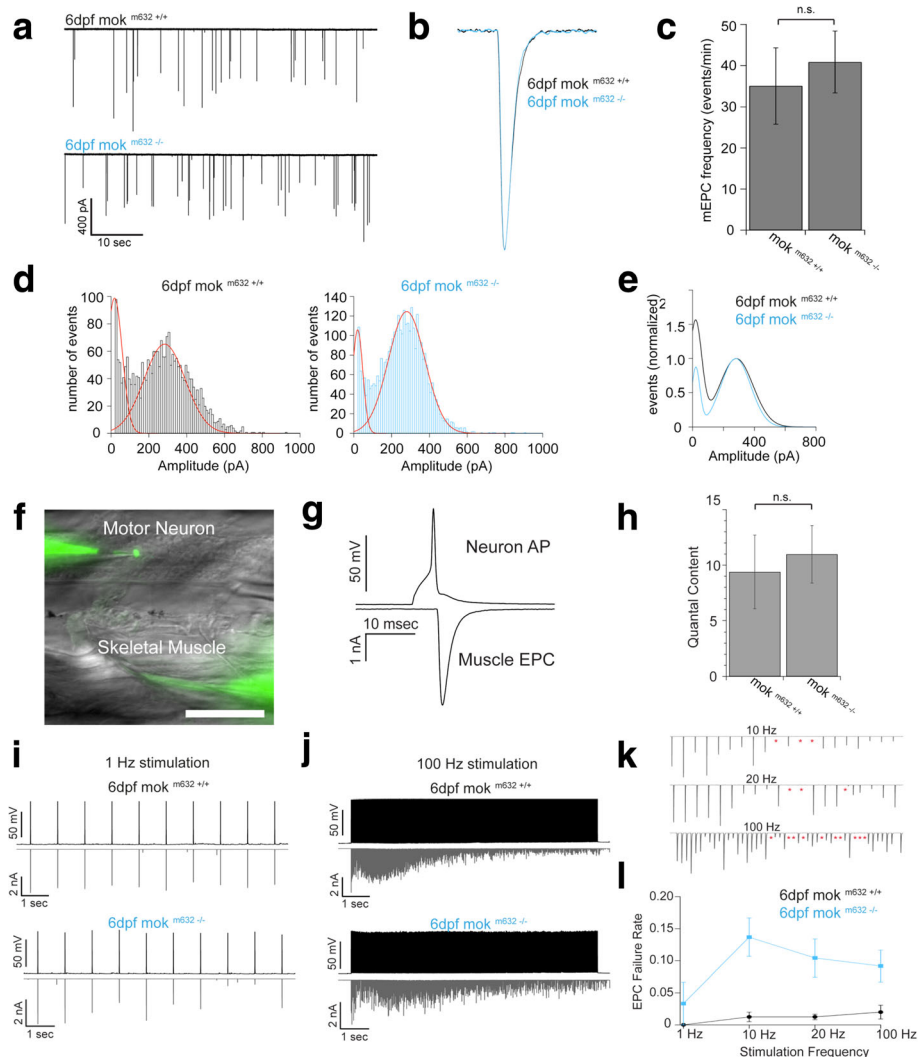 a
6dpf mok m632 +/+
6dpf mok m632 -/-
400 pA
10 sec
b
6dpf mok m632 +/+
6dpf mok m632 -/-
c
n.s.
mEPC frequency (events/min)
50
40
30
20
10
0
mok m632 +/+
mok m632 -/-
d
6dpf mok m632 +/+
number of events
100
80
60
40
20
0
0 200 400 600 800 1000
Amplitude (pA)
6dpf mok m632 -/-
number of events
140
120
100
80
60
40
20
0
0 200 400 600 800 1000
Amplitude (pA)
e
6dpf mok m632 +/+
6dpf mok m632 -/-
events (normalized)
2
1.5
1.0
0.5
0
0 400 800
Amplitude (pA)
f
Motor Neuron
Skeletal Muscle
g
50 mV
Neuron AP
10 msec
1 nA
Muscle EPC
h
n.s.
Quantal Content
15
10
5
0
mok m632 +/+
mok m632 -/-
i
1 Hz stimulation
6dpf mok m632 +/+
50 mV
2 nA
1 sec
6dpf mok m632 -/-
50 mV
2 nA
1 sec
j
100 Hz stimulation
6dpf mok m632 +/+
50 mV
2 nA
1 sec
6dpf mok m632 -/-
50 mV
2 nA
1 sec
k
10 Hz
20 Hz
100 Hz
l
6dpf mok m632 +/+
6dpf mok m632 -/-
EPC Failure Rate
0.20
0.15
0.10
0.05
0
1 Hz 10 Hz 20 Hz 100 Hz
Stimulation Frequency